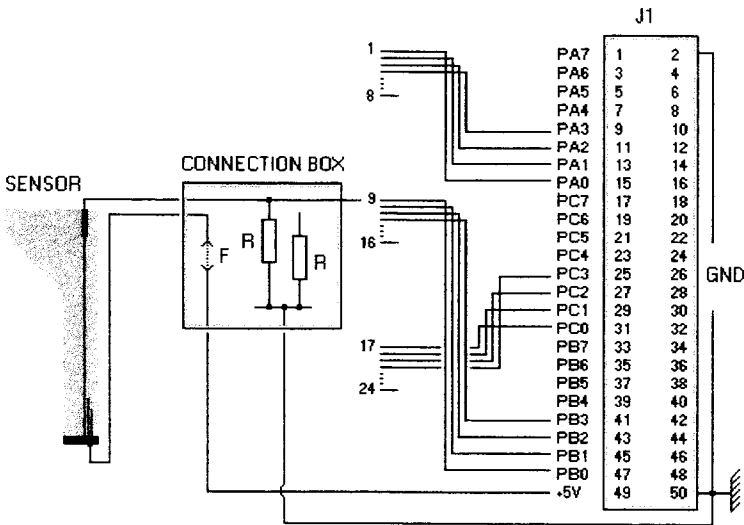 J1
1 PA7 1 2
PA6 3 4
PA5 5 6
8 PA4 7 8
PA3 9 10
PA2 11 12
PA1 13 14
PA0 15 16
CONNECTION BOX
SENSOR
9 PC7 17 18
PC6 19 20
16 PC5 21 22
R F R
PC4 23 24
PC3 25 26
GND
PC2 27 28
PC1 29 30
PC0 31 32
17 PB7 33 34
PB6 35 36
24 PB5 37 38
PB4 39 40
PB3 41 42
PB2 43 44
PB1 45 46
PB0 47 48
+5V 49 50